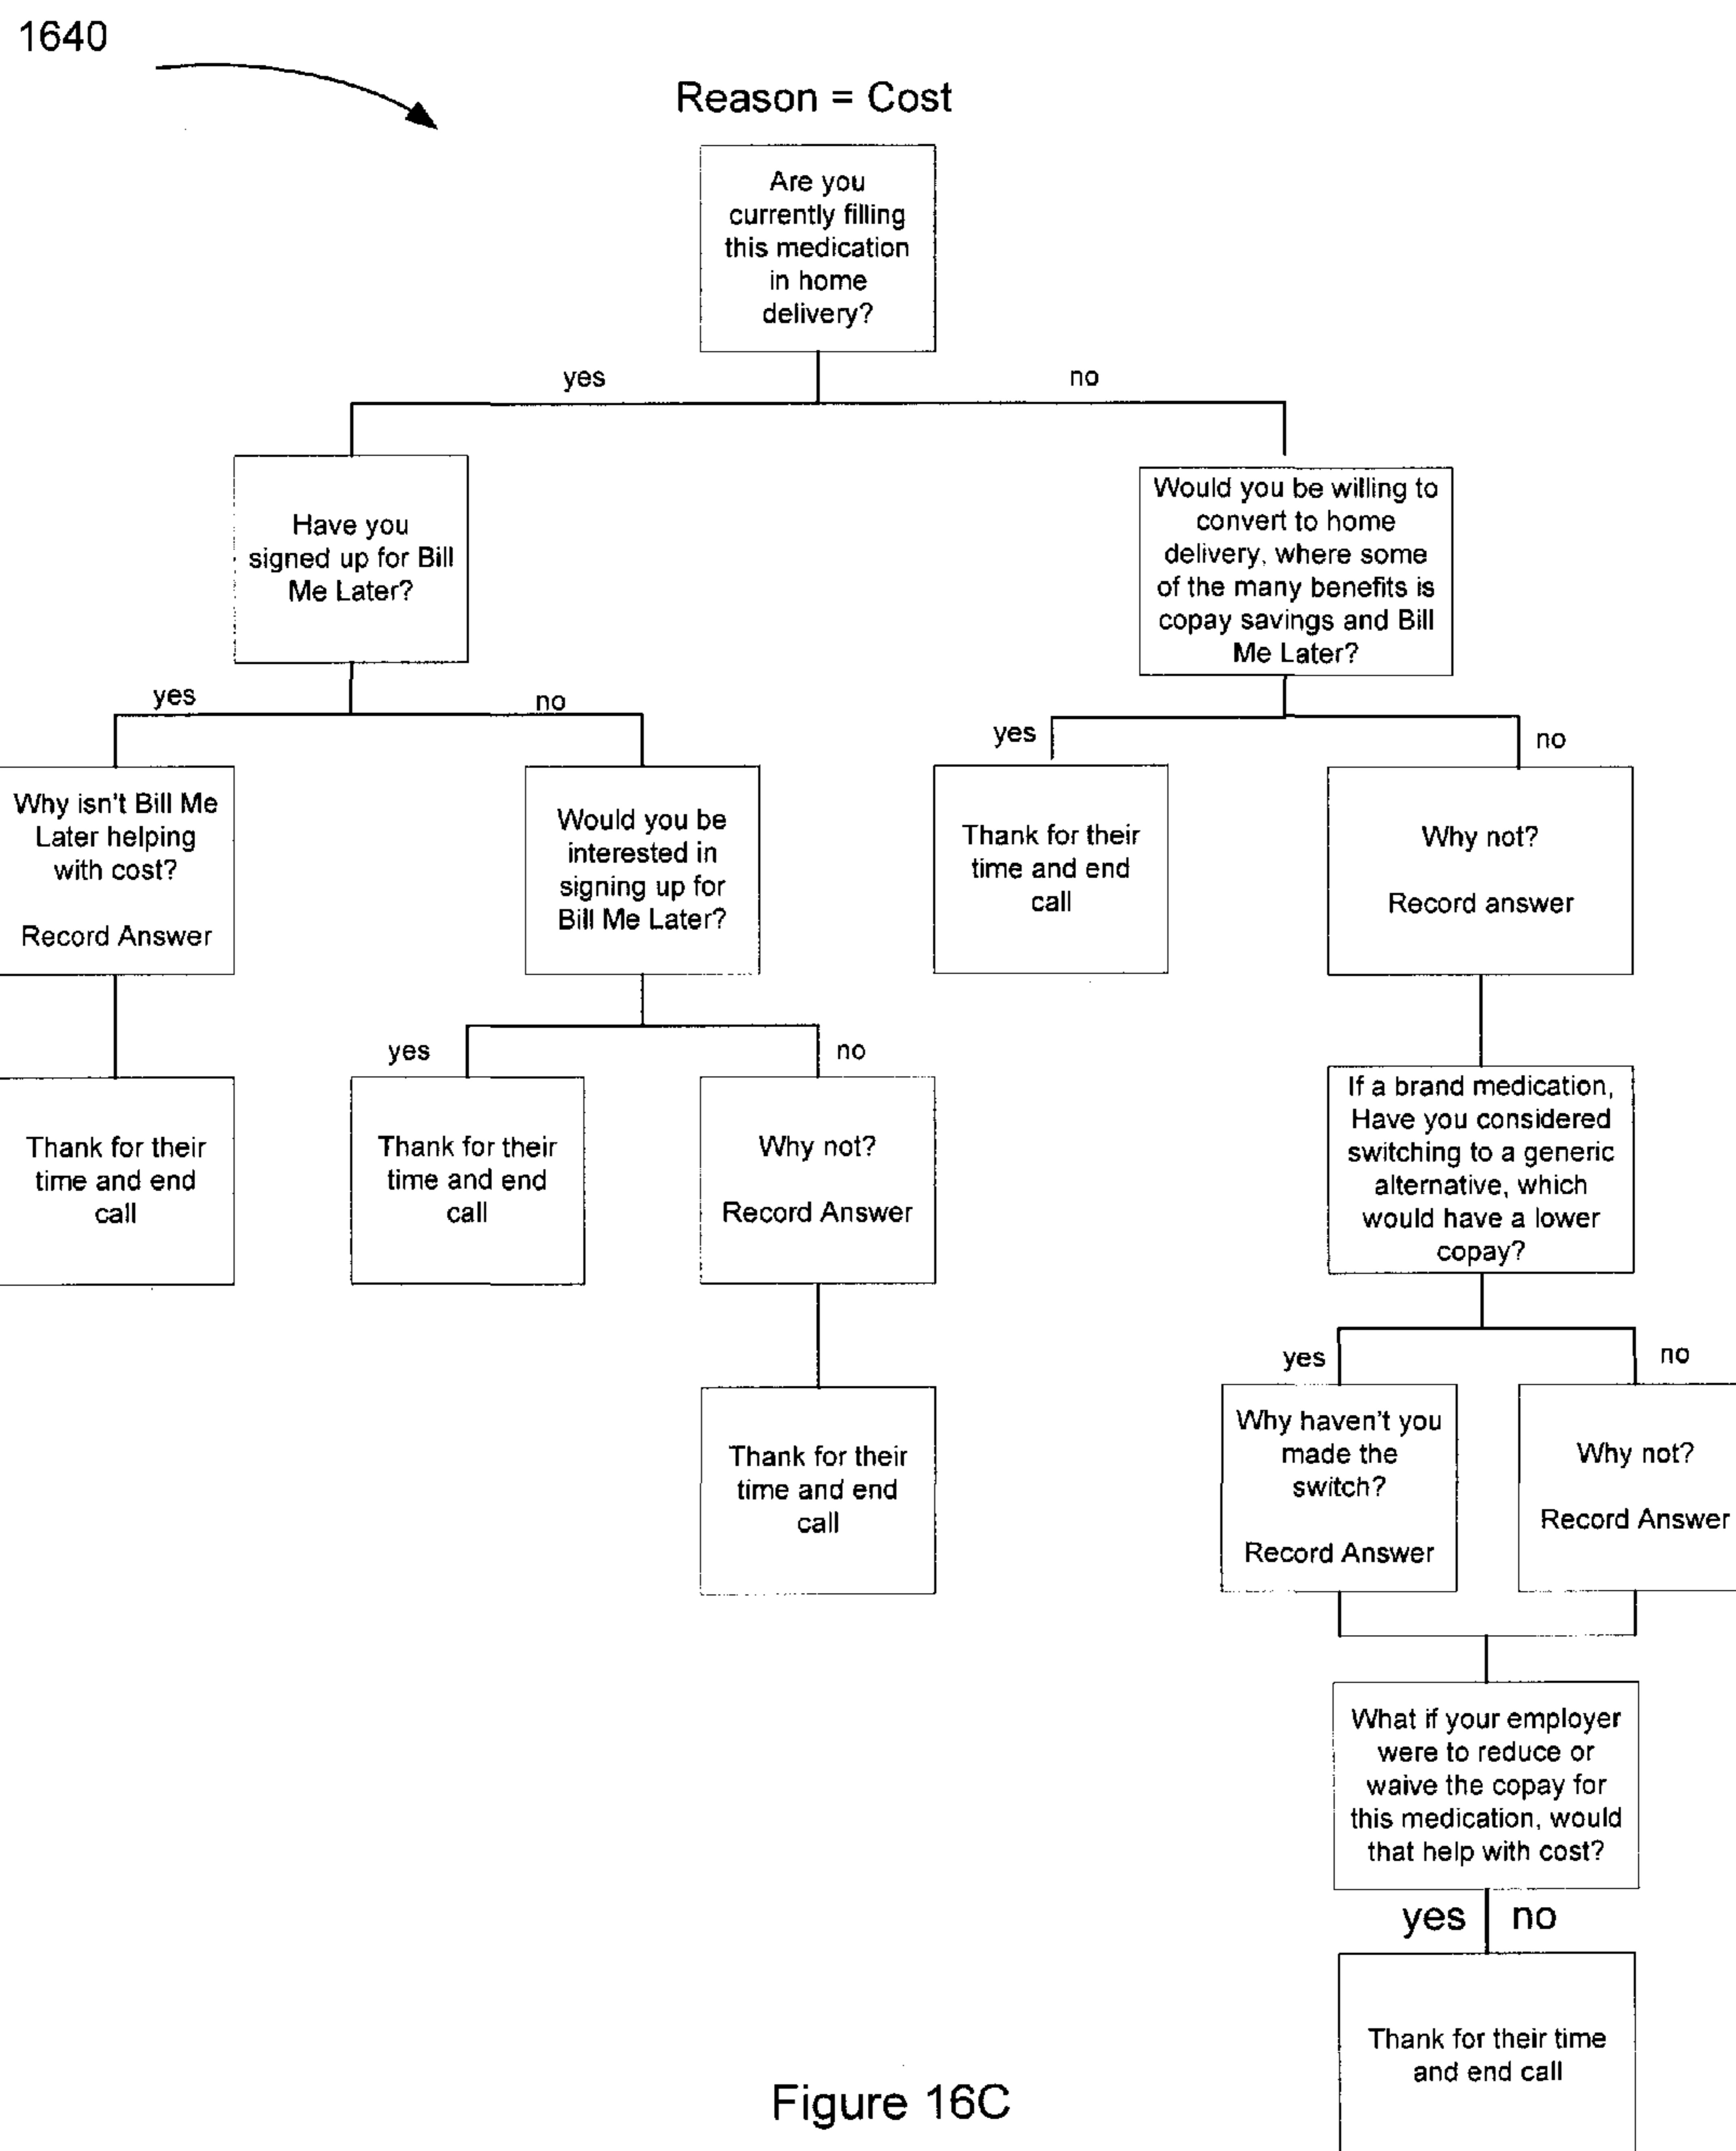 1640
Reason = Cost
Are you
currently filling
this medication
in home
delivery?
yes
no
Have you
signed up for Bill
Me Later?
Would you be willing to
convert to home
delivery, where some
of the many benefits is
copay savings and Bill
Me Later?
yes
no
yes
no
Why isn't Bill Me
Later helping
with cost?
Record Answer
Would you be
interested in
signing up for
Bill Me Later?
Thank for their
time and end
call
Why not?
Record answer
yes
no
Thank for their
time and end
call
Thank for their
time and end
call
Why not?
Record Answer
If a brand medication,
Have you considered
switching to a generic
alternative, which
would have a lower
copay?
yes
no
Thank for their
time and end
call
Why haven't you
made the
switch?
Record Answer
Why not?
Record Answer
What if your employer
were to reduce or
waive the copay for
this medication, would
that help with cost?
yes
no
Thank for their time
and end call
Figure 16C